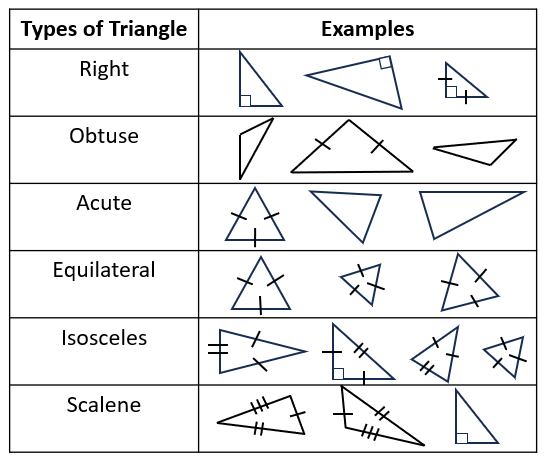 Types of Triangle Examples
Right
Obtuse
Acute
Equilateral
Isosceles
Scalene